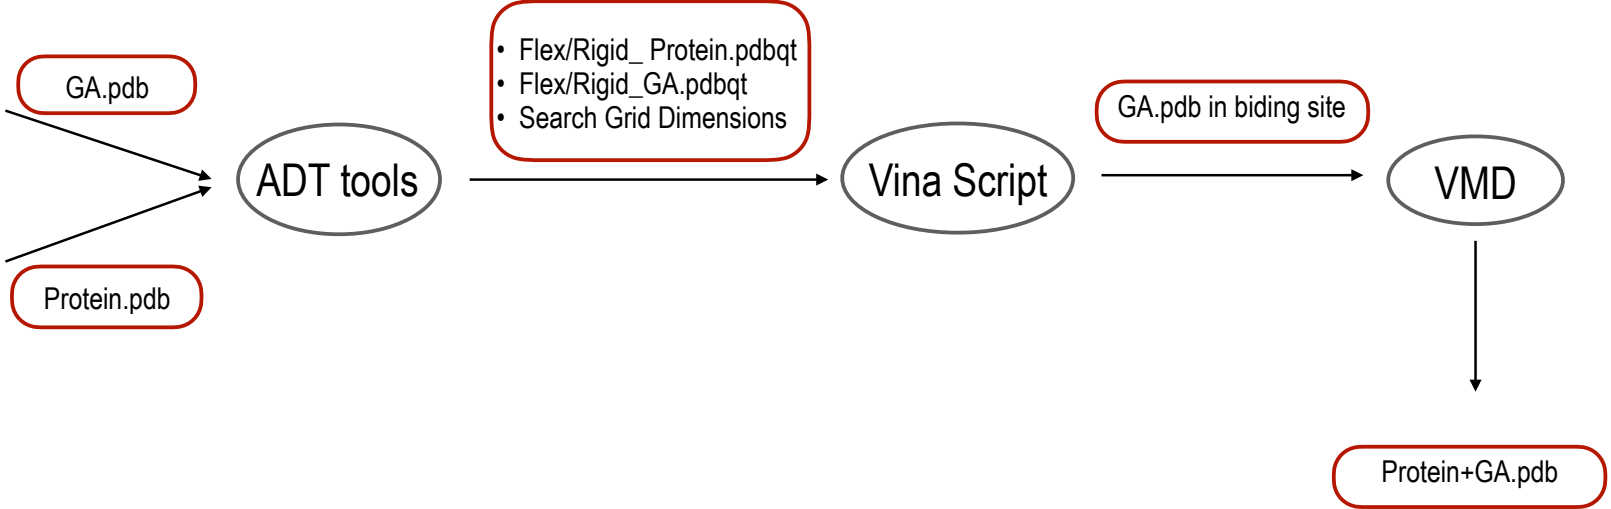 GA.pdb
Protein.pdb
ADT tools
• Flex/Rigid_ Protein.pdbqt
• Flex/Rigid_GA.pdbqt
• Search Grid Dimensions
Vina Script
GA.pdb in biding site
VMD
Protein+GA.pdb